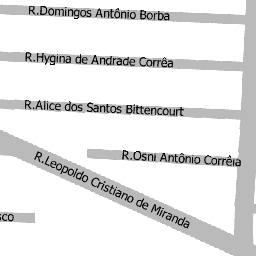 R.Domingos Antônio Borba
R.Hygina de Andrade Corrêa
R.Alice dos Santos Bittencourt
R.Osni Antônio Corrêia
R.Leopoldo Cristiano de Miranda
sco